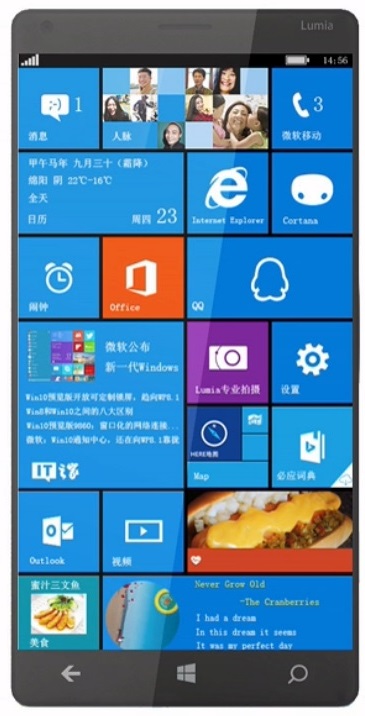 Lumia
14:56
1
消息
人脉
3
微软移动
甲午马年 九月三十（霜降）
绵阳 阴 22℃-16℃
全天
日历
周四 23
Internet Explorer
Cortana
闹钟
Office
QQ
微软公布
新一代Windows
Win10预览版开放可定制锁屏，趋向WP8.1
Win8和Win10之间的八大区别
Win10预览版9860：窗口化的网络连接...
微软：Win10通知中心，还在向WP8.1靠拢
IT
Lumia专业拍摄
设置
HERE地图
Map
必应词典
Outlook
视频
蜜汁三文鱼
美食
Never Grow Old
-The Cranberries
I had a dream
In this dream it seems
It was my perfect day